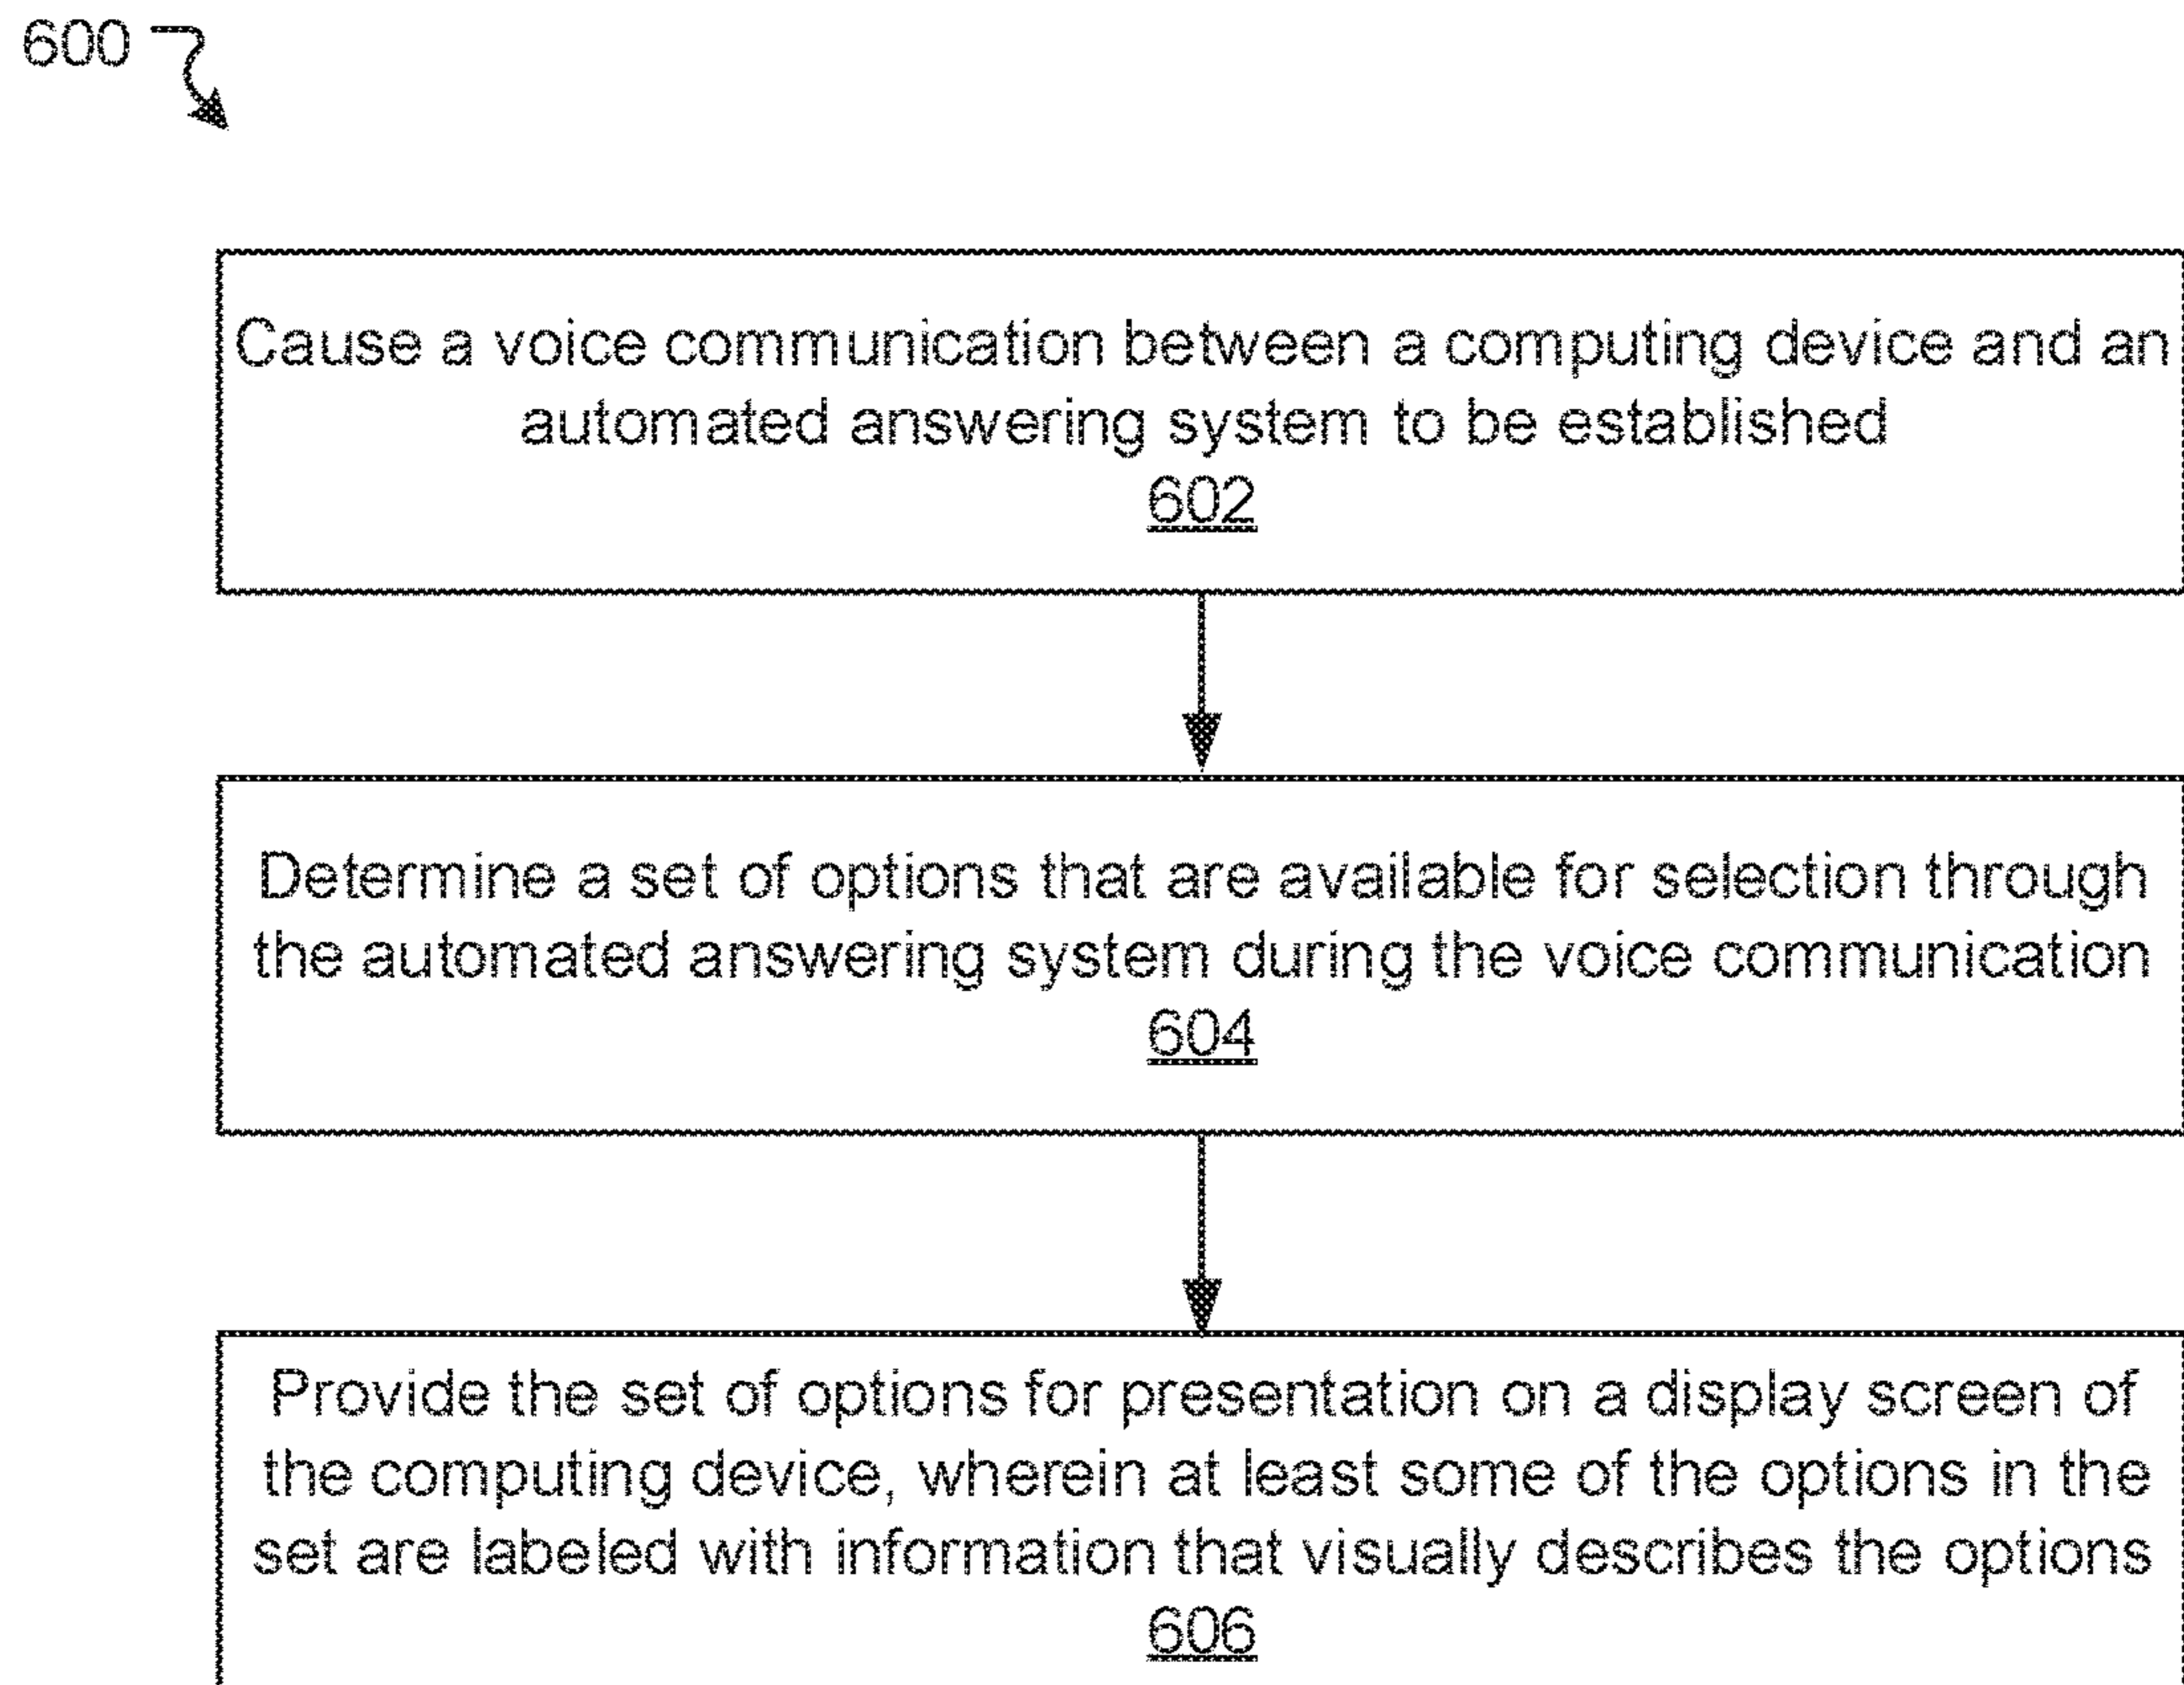 600
Cause a voice communication between a computing device and an
automated answering system to be established
602
Determine a set of options that are available for selection through
the automated answering system during the voice communication
604
Provide the set of options for presentation on a display screen of
the computing device, wherein at least some of the options in the
set are labeled with information that visually describes the options
606